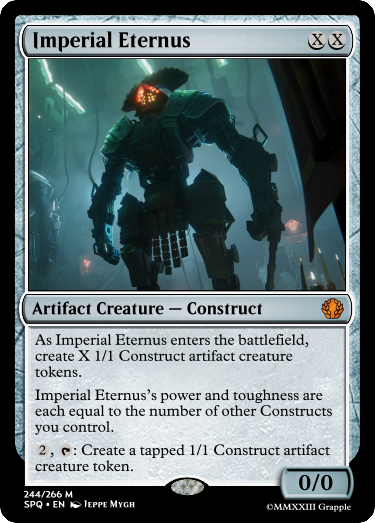 Imperial Eternus
X X
Artifact Creature — Construct
As Imperial Eternus enters the battlefield,
create X 1/1 Construct artifact creature
tokens.
Imperial Eternus's power and toughness are
each equal to the number of other Constructs
you control.
2 , : Create a tapped 1/1 Construct artifact
creature token.
0/0
244/266 M
SPQ • EN Jeppe Mygh
©MMXXIII Grapple